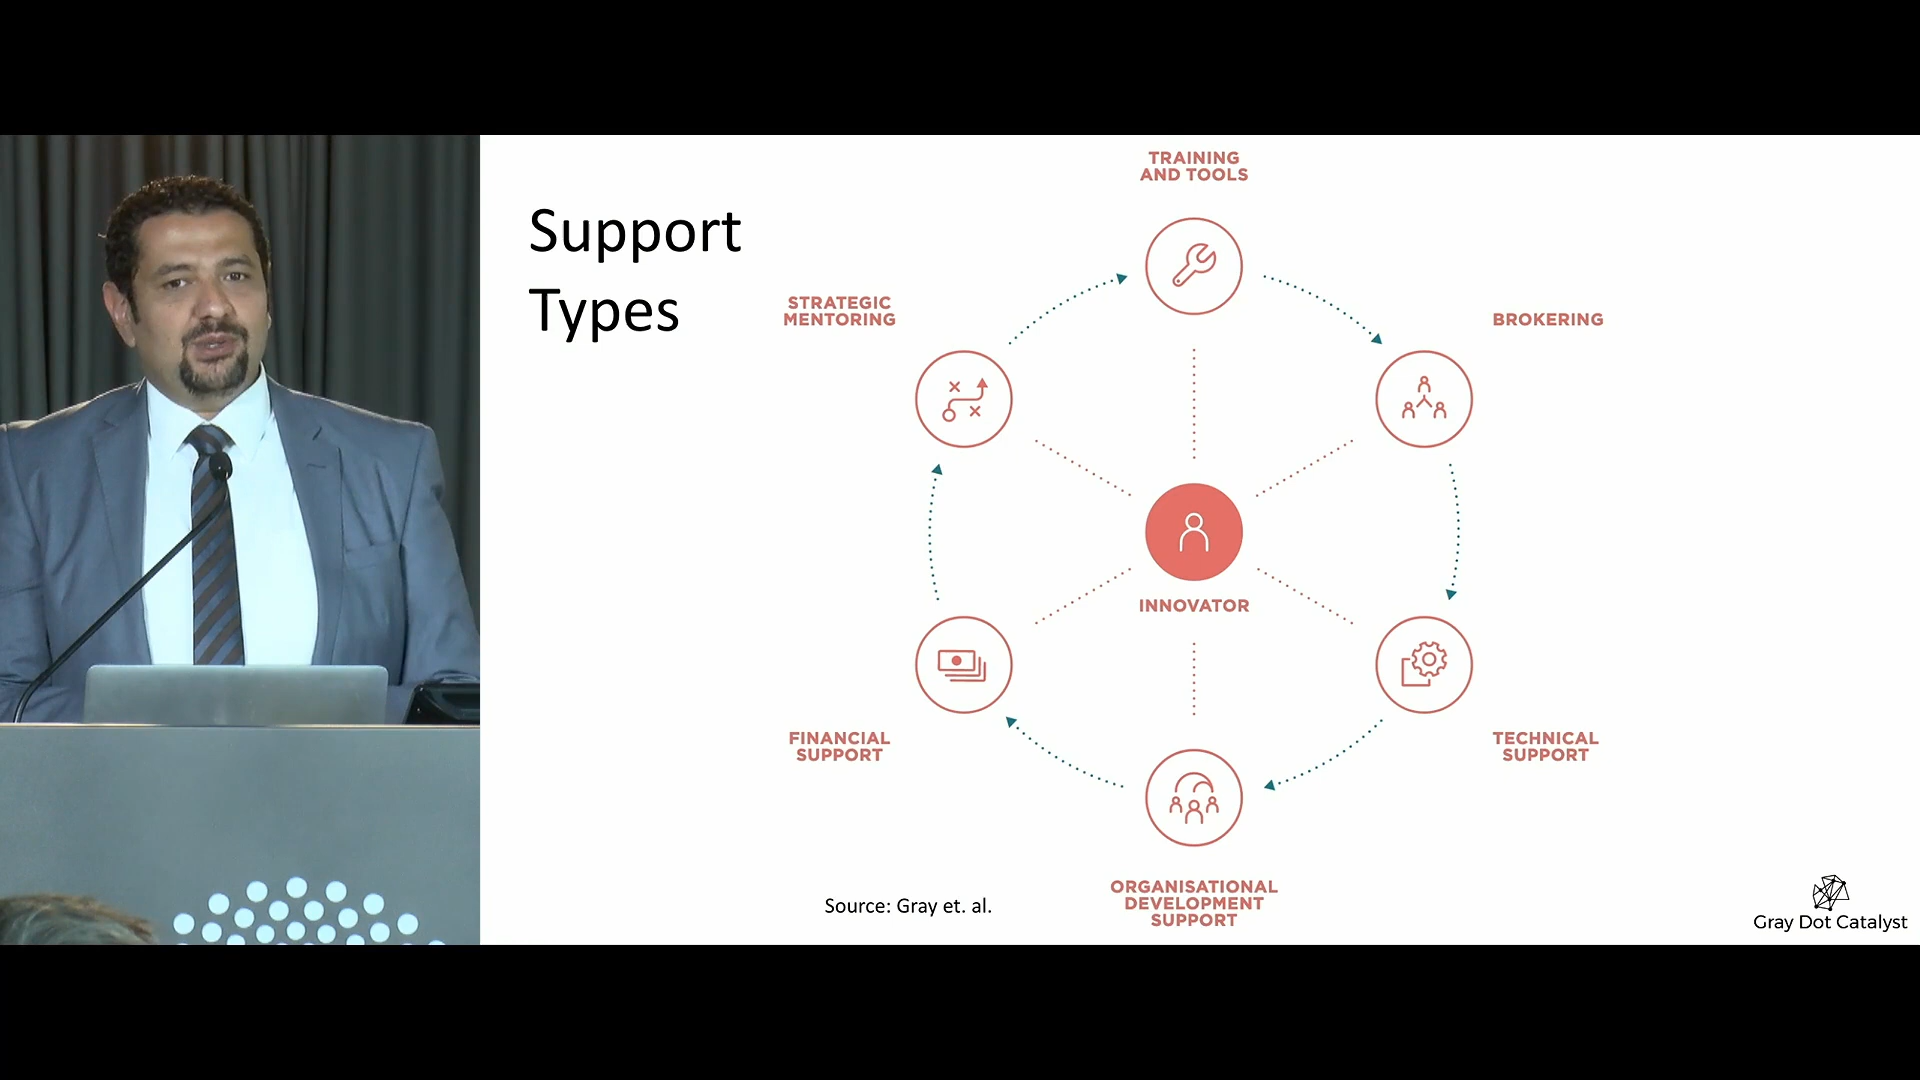 Support
Types
TRAINING
AND TOOLS
STRATEGIC
MENTORING
BROKERING
INNOVATOR
FINANCIAL
SUPPORT
TECHNICAL
SUPPORT
ORGANISATIONAL
DEVELOPMENT
SUPPORT
Source: Gray et. al.
Gray Dot Catalyst